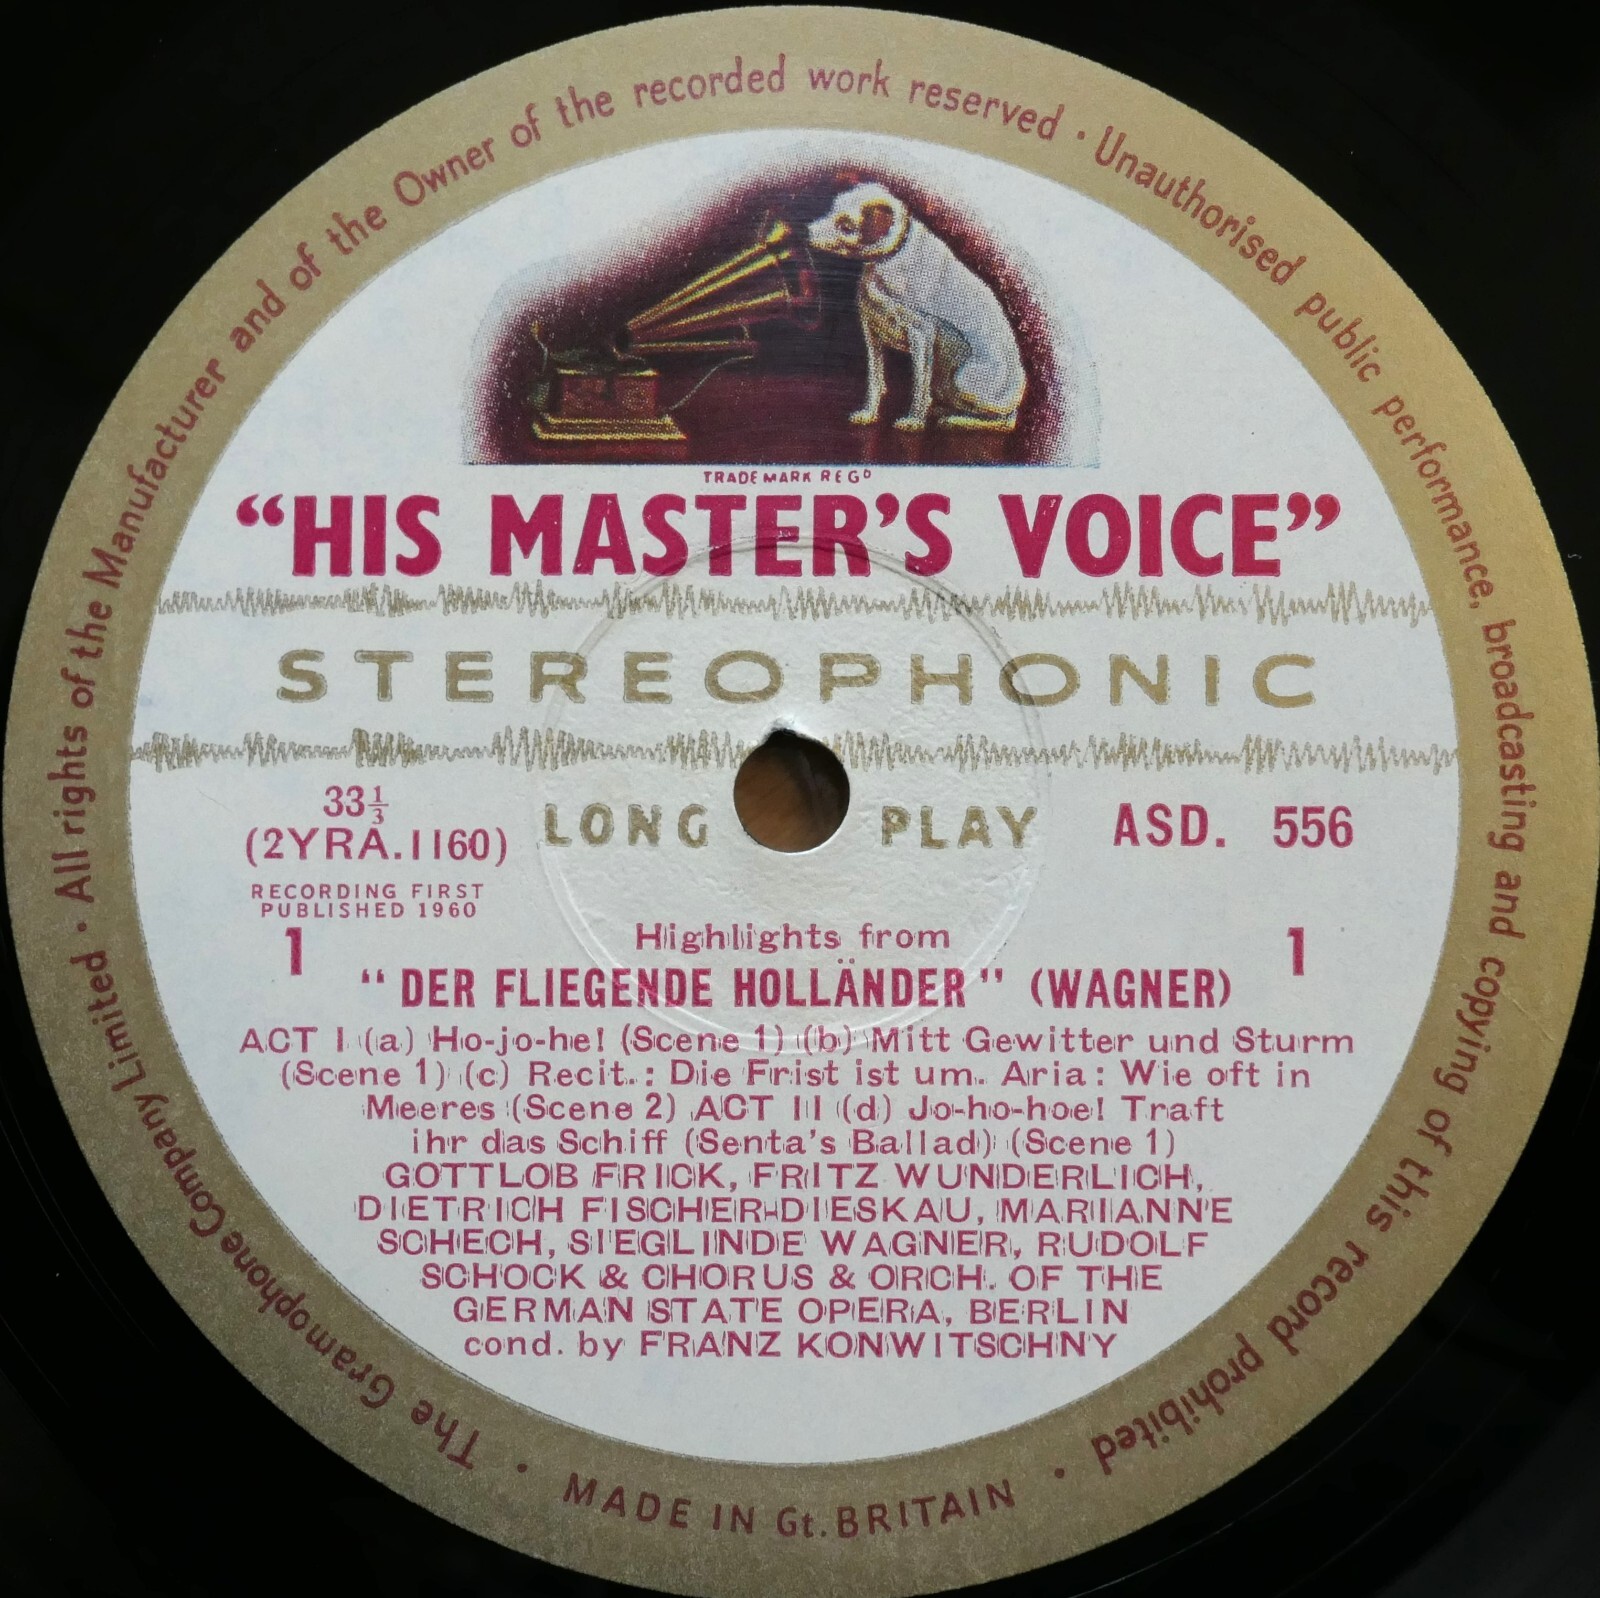 The Gramophone Company Limited · All rights of the Manufacturer and of the Owner of the recorded work reserved · Unauthorised public performance, broadcasting and copying of this record prohibited ·
TRADE MARK REGD
“HIS MASTER’S VOICE”
STEREOPHONIC
33⅓
(2YRA.1160)
LONG PLAY
ASD. 556
RECORDING FIRST
PUBLISHED 1960
1
Highlights from
1
“DER FLIEGENDE HOLLÄNDER” (WAGNER)
ACT I (a) Ho-jo-he! (Scene 1) (b) Mitt Gewitter und Sturm
(Scene 1) (c) Recit.: Die Frist ist um. Aria: Wie oft in
Meeres (Scene 2) ACT II (d) Jo-ho-hoe! Traft
ihr das Schiff (Senta’s Ballad) (Scene 1)
GOTTLOB FRICK, FRITZ WUNDERLICH,
DIETRICH FISCHER-DIESKAU, MARIANNE
SCHECH, SIEGLINDE WAGNER, RUDOLF
SCHOCK & CHORUS & ORCH. OF THE
GERMAN STATE OPERA, BERLIN
cond. by FRANZ KONWITSCHNY
· MADE IN Gt. BRITAIN ·